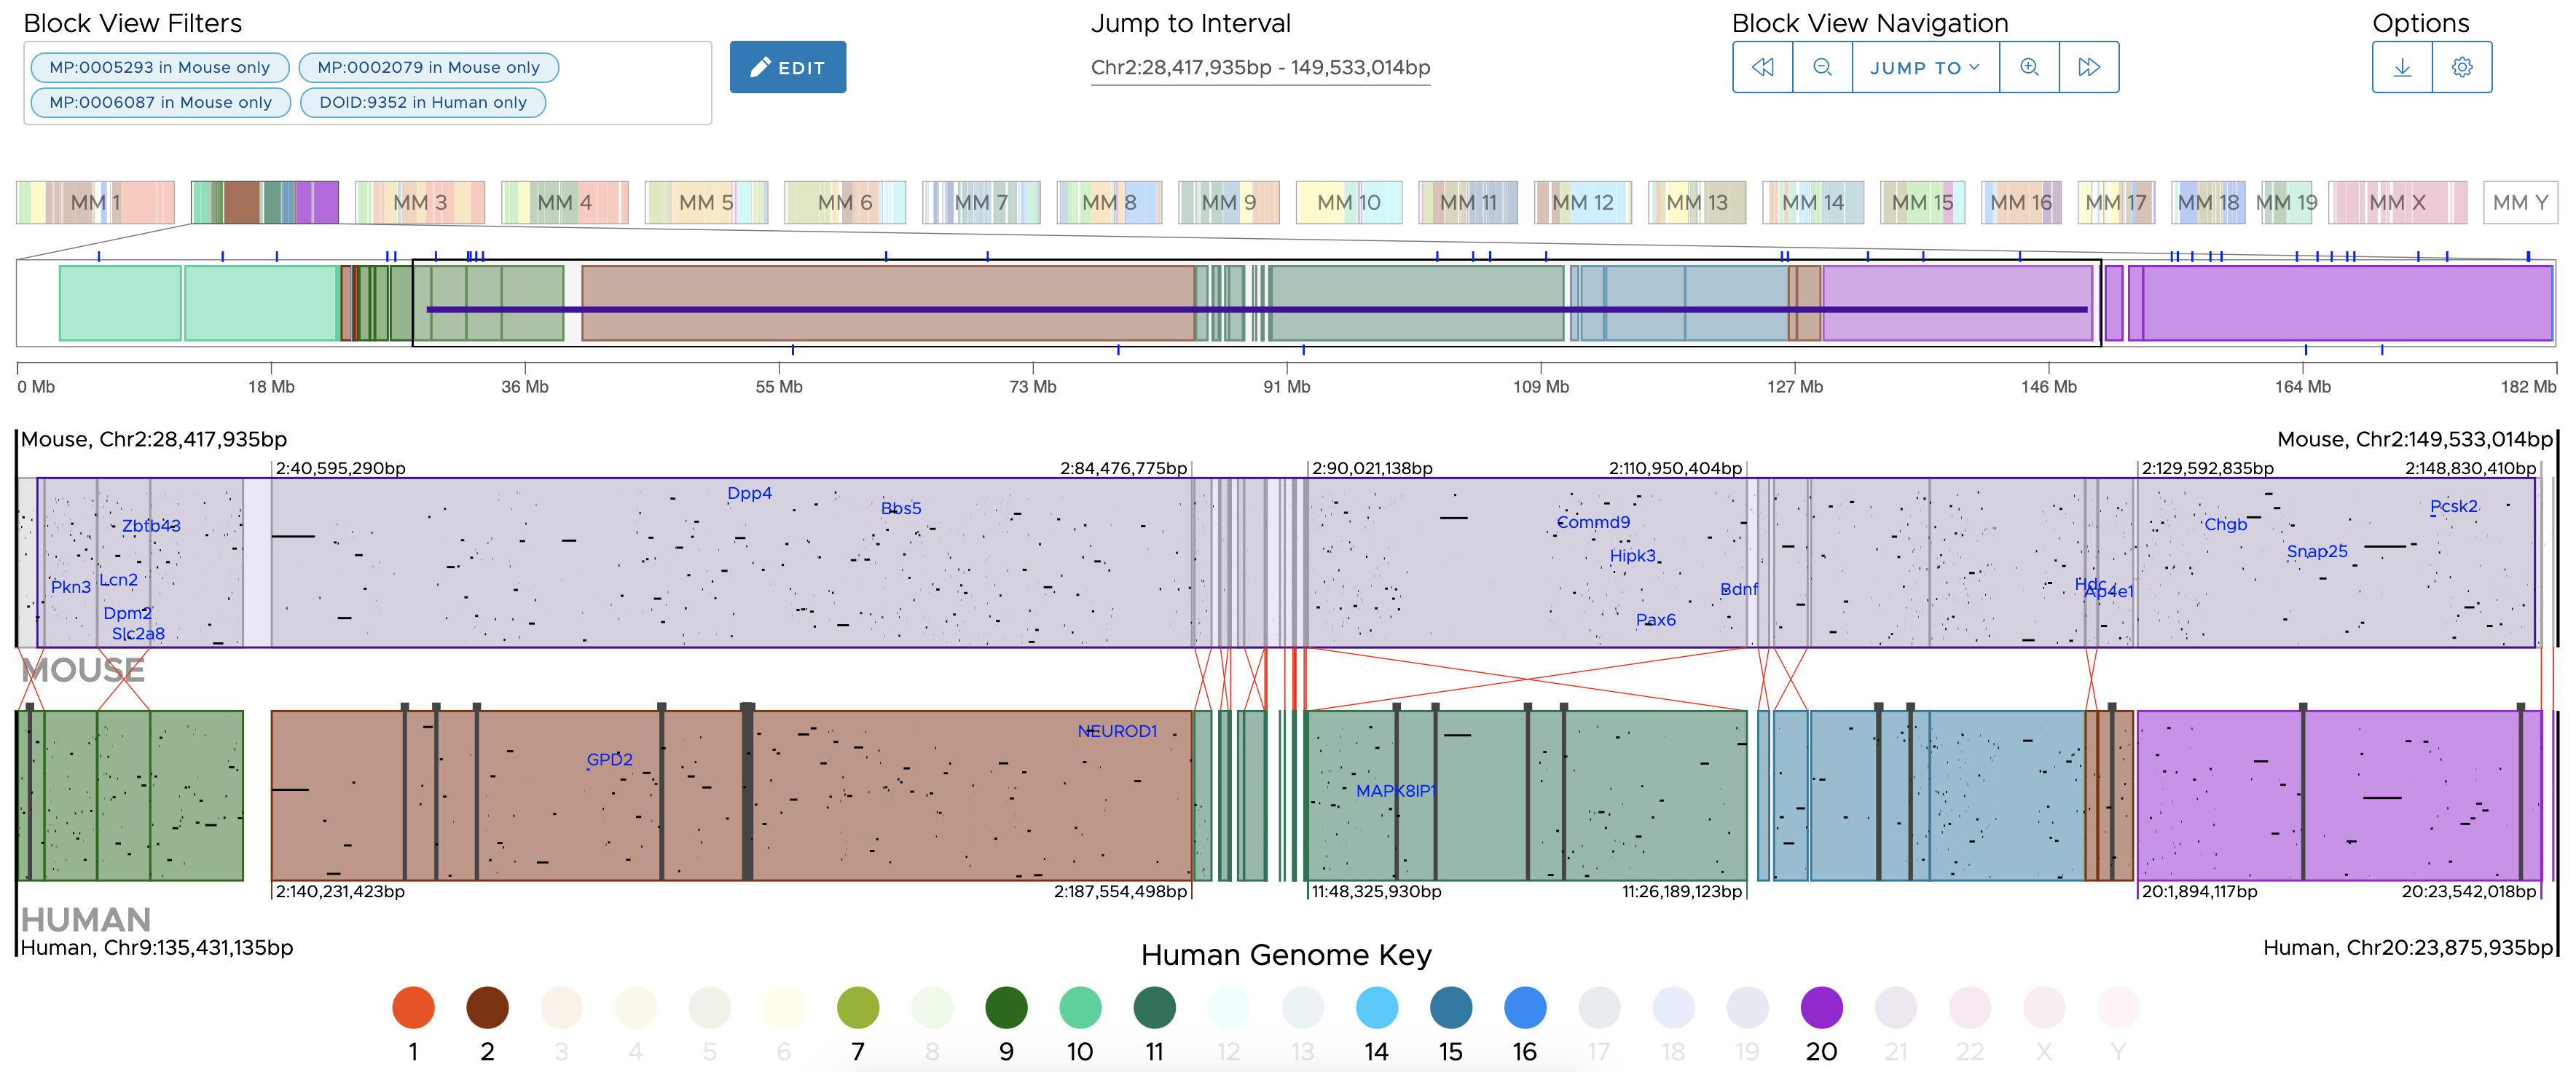 Block View Filters
Jump to Interval
Block View Navigation
Options
MP:0005293 in Mouse only
MP:0002079 in Mouse only
MP:0006087 in Mouse only
DOID:9352 in Human only
EDIT
Chr2:28,417,935bp - 149,533,014bp
JUMP TO
MM 1
MM 3
MM 4
MM 5
MM 6
MM 7
MM 8
MM 9
MM 10
MM 11
MM 12
MM 13
MM 14
MM 15
MM 16
MM 17
MM 18
MM 19
MM X
MM Y
0 Mb
18 Mb
36 Mb
55 Mb
73 Mb
91 Mb
109 Mb
127 Mb
146 Mb
164 Mb
182 Mb
Mouse, Chr2:28,417,935bp
Mouse, Chr2:149,533,014bp
2:40,595,290bp
2:84,476,775bp
2:90,021,138bp
2:110,950,404bp
2:129,592,835bp
2:148,830,410bp
Dpp4
Bbs5
Zbtb43
Commd9
Chgb
Pcsk2
Hipk3
Snap25
Pkn3
Lcn2
Bdnf
Hdc
Ap4e1
Dpm2
Pax6
Slc2a8
MOUSE
NEUROD1
GPD2
MAPK8IP1
2:140,231,423bp
2:187,554,498bp
11:48,325,930bp
11:26,189,123bp
20:1,894,117bp
20:23,542,018bp
HUMAN
Human, Chr9:135,431,135bp
Human, Chr20:23,875,935bp
Human Genome Key
1
2
3
4
5
6
7
8
9
10
11
12
13
14
15
16
17
18
19
20
21
22
X
Y